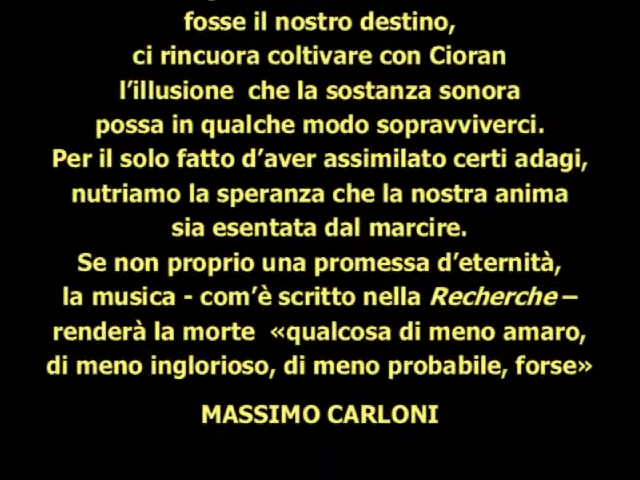 fosse il nostro destino,
ci rincuora coltivare con Cioran
l’illusione che la sostanza sonora
possa in qualche modo sopravviverci.
Per il solo fatto d’aver assimilato certi adagi,
nutriamo la speranza che la nostra anima
sia esentata dal marcire.
Se non proprio una promessa d’eternità,
la musica - com’è scritto nella Recherche –
renderà la morte «qualcosa di meno amaro,
di meno inglorioso, di meno probabile, forse»
MASSIMO CARLONI